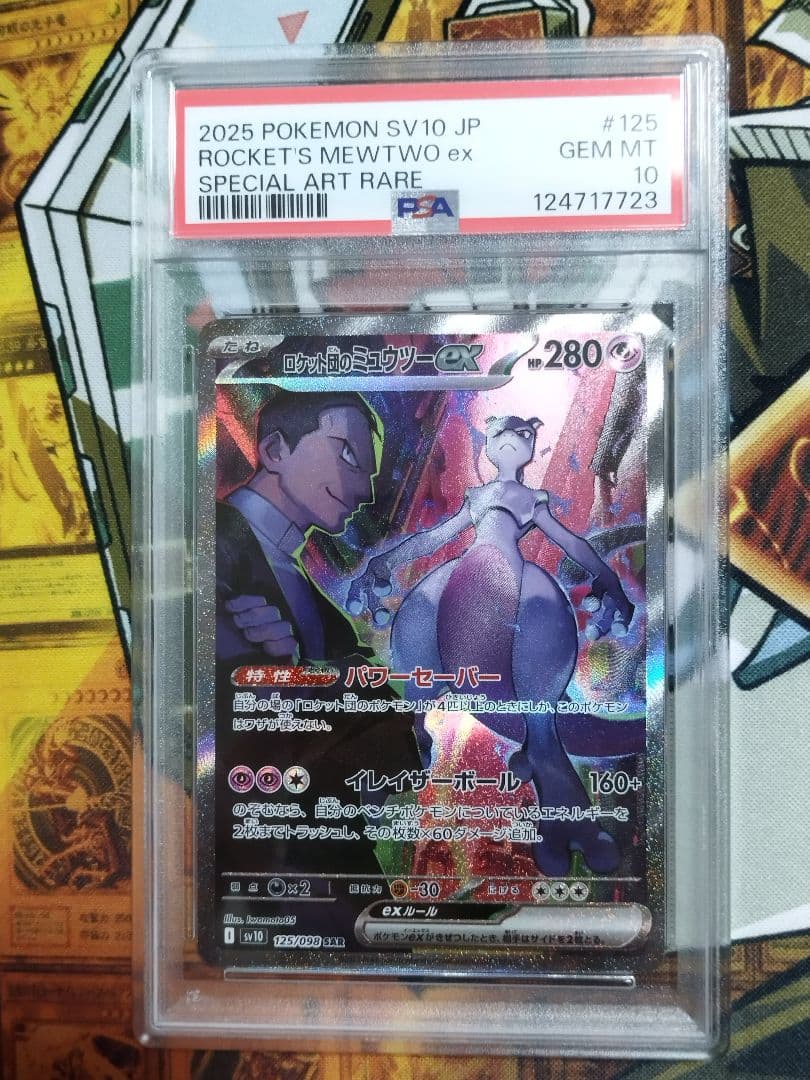 2025 POKEMON SV10 JP #125
ROCKET'S MEWTWO ex GEM MT
SPECIAL ART RARE 10
PSA 124717723
たね ロケット団のミュウツーex HP 280
特性 パワーセーバー
自分の場の「ロケット団のポケモン」が4匹以上のときにしか、このポケモン
はワザが使えない。
イレイザーボール 160+
のぞむなら、自分のベンチポケモンについているエネルギーを
2枚までトラッシュし、その枚数×60ダメージ追加。
弱点 ×2 抵抗力 -30 にげる
Illus. Iwamoto05
exルール
I sv10 125/098 SAR
ポケモンexがきぜつしたとき、相手はサイドを2枚とる。